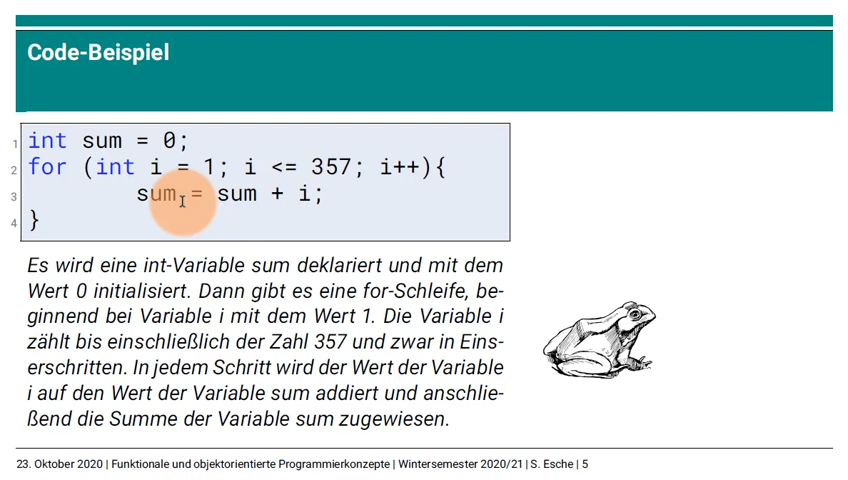 Code-Beispiel
1 int sum = 0;
2 for (int i = 1; i <= 357; i++){
3 sum = sum + i;
4 }
Es wird eine int-Variable sum deklariert und mit dem
Wert 0 initialisiert. Dann gibt es eine for-Schleife, be-
ginnend bei Variable i mit dem Wert 1. Die Variable i
zählt bis einschließlich der Zahl 357 und zwar in Eins-
erschritten. In jedem Schritt wird der Wert der Variable
i auf den Wert der Variable sum addiert und anschlie-
ßend die Summe der Variable sum zugewiesen.
23. Oktober 2020 | Funktionale und objektorientierte Programmierkonzepte | Wintersemester 2020/21 | S. Esche | 5